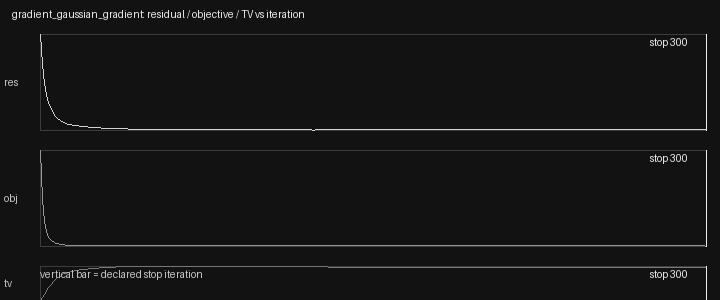 gradient_gaussian_gradient: residual / objective / TV vs iteration
stop 300
res
stop 300
obj
vertical bar = declared stop iteration
stop 300
tv